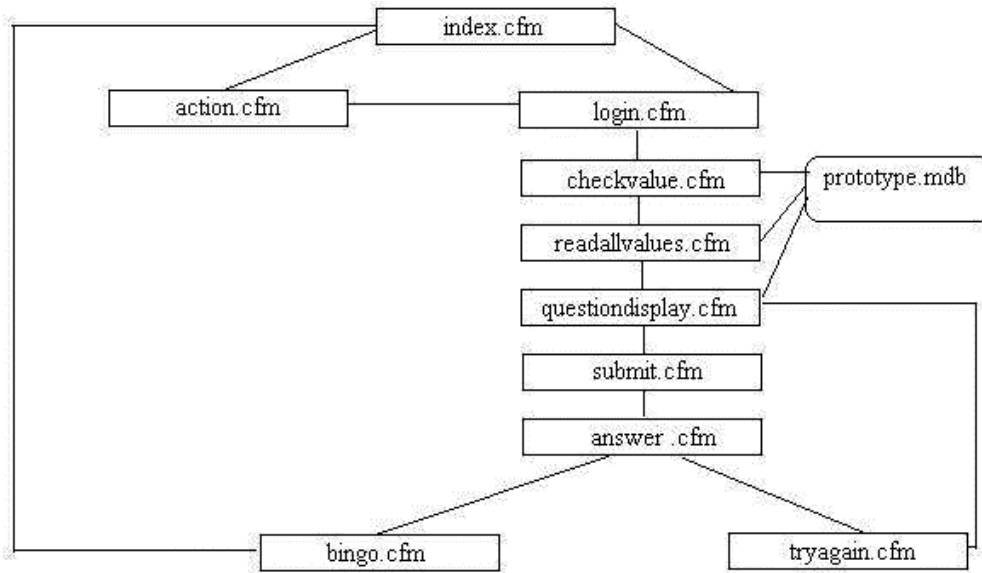 index.cfm
action.cfm
login.cfm
checkvalue.cfm
prototype.mdb
readallvalues.cfm
questiondisplay.cfm
submit.cfm
answer .cfm
bingo.cfm
tryagain.cfm